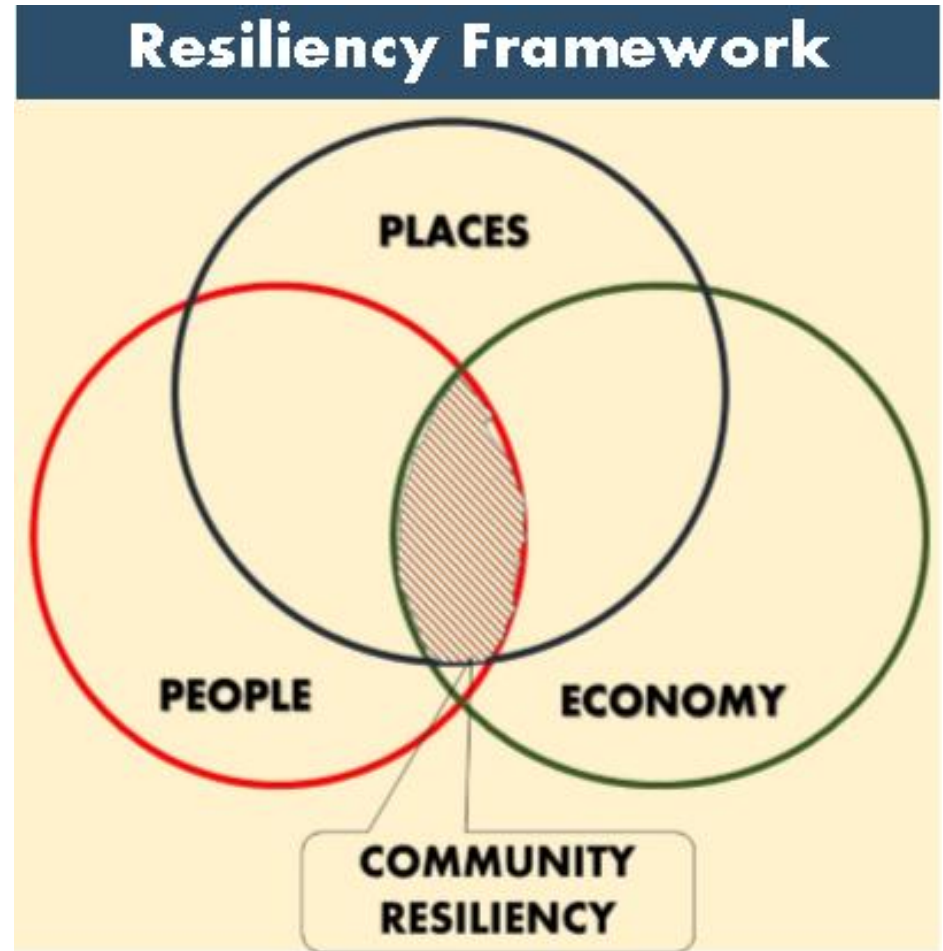 Resiliency Framework
PLACES
PEOPLE
ECONOMY
COMMUNITY
RESILIENCY